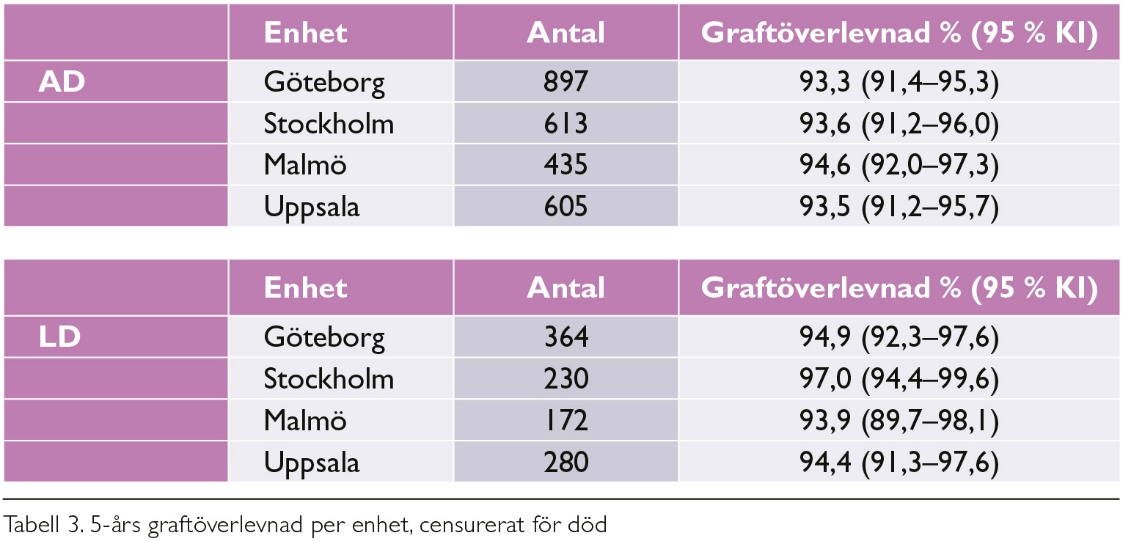 Enhet Antal Graftöverlevnad % (95 % KI)
AD Göteborg 897 93,3 (91,4–95,3)
Stockholm 613 93,6 (91,2–96,0)
Malmö 435 94,6 (92,0–97,3)
Uppsala 605 93,5 (91,2–95,7)
Enhet Antal Graftöverlevnad % (95 % KI)
LD Göteborg 364 94,9 (92,3–97,6)
Stockholm 230 97,0 (94,4–99,6)
Malmö 172 93,9 (89,7–98,1)
Uppsala 280 94,4 (91,3–97,6)
Tabell 3. 5-års graftöverlevnad per enhet, censurerat för död